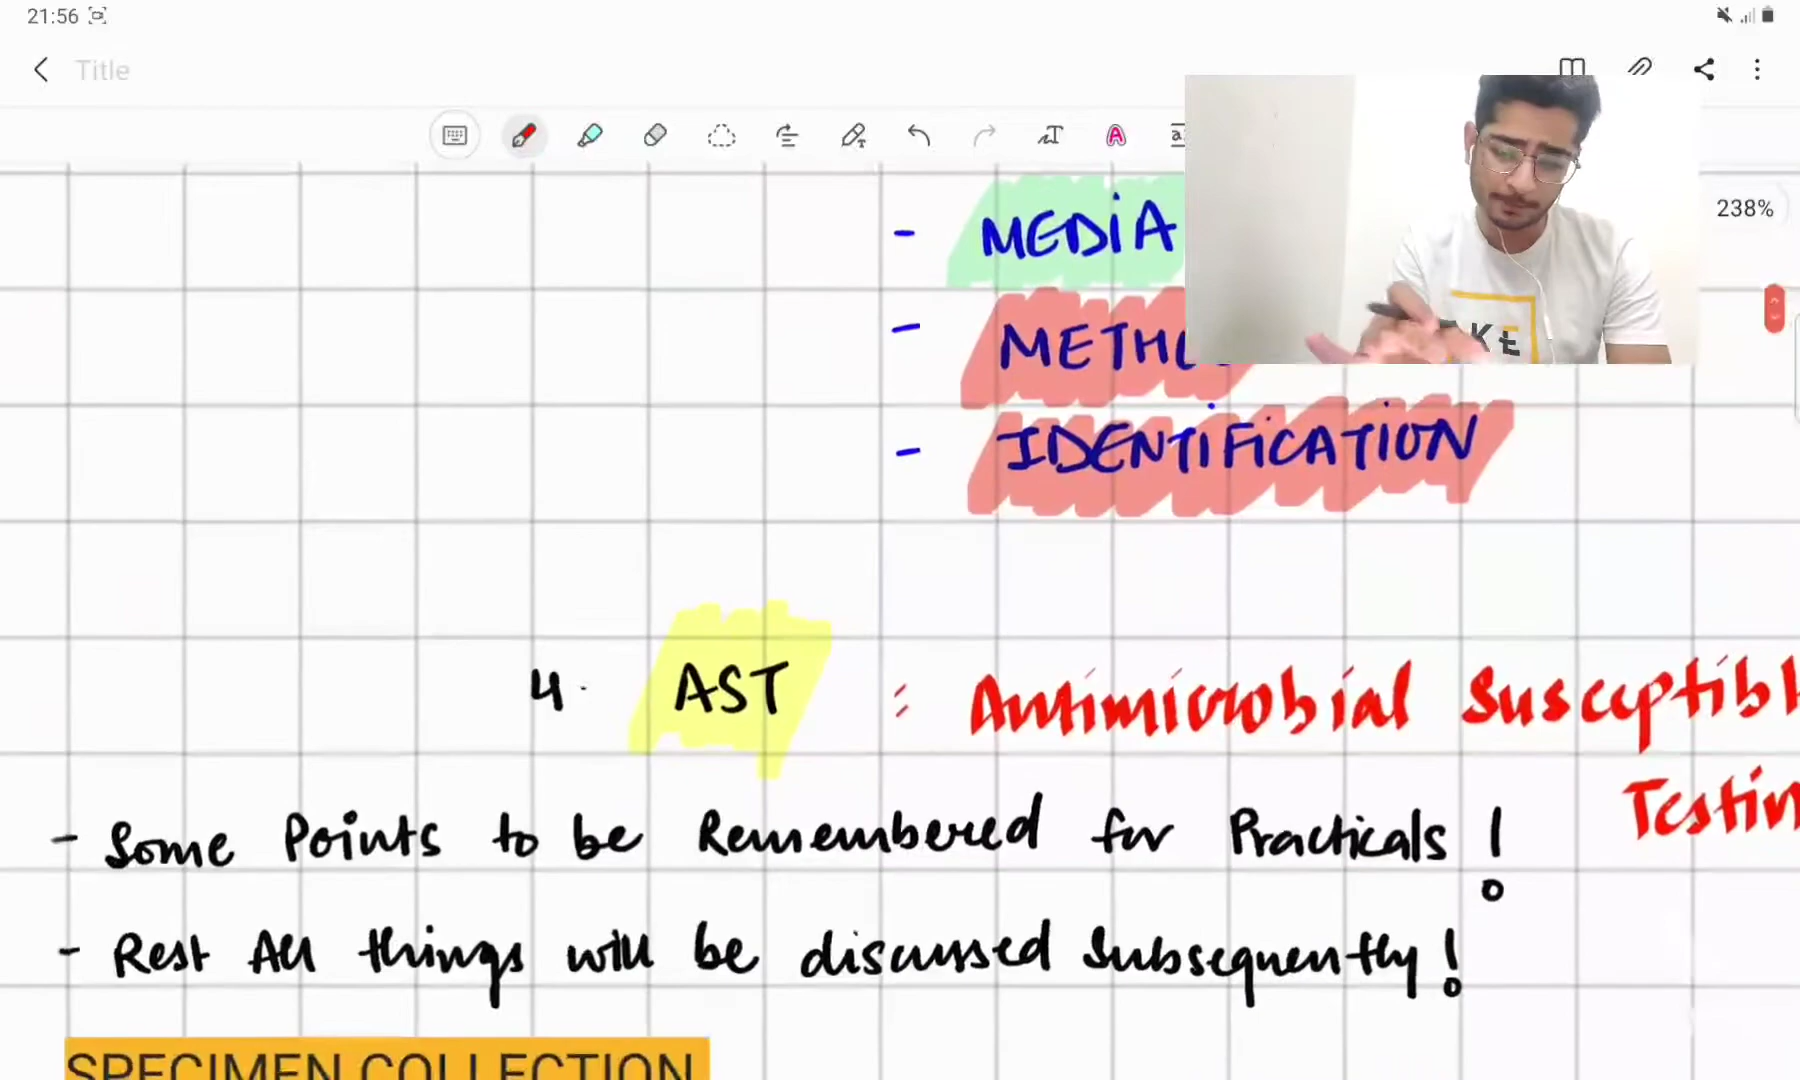 21:56
Title
238%
- MEDIA
- METHO
- IDENTIFICATION
4. AST : Antimicrobial Susceptibl
Testin
- Some Points to be Remembered for Practicals !
- Rest All things will be discussed Subsequently !
SPECIMEN COLLECTION